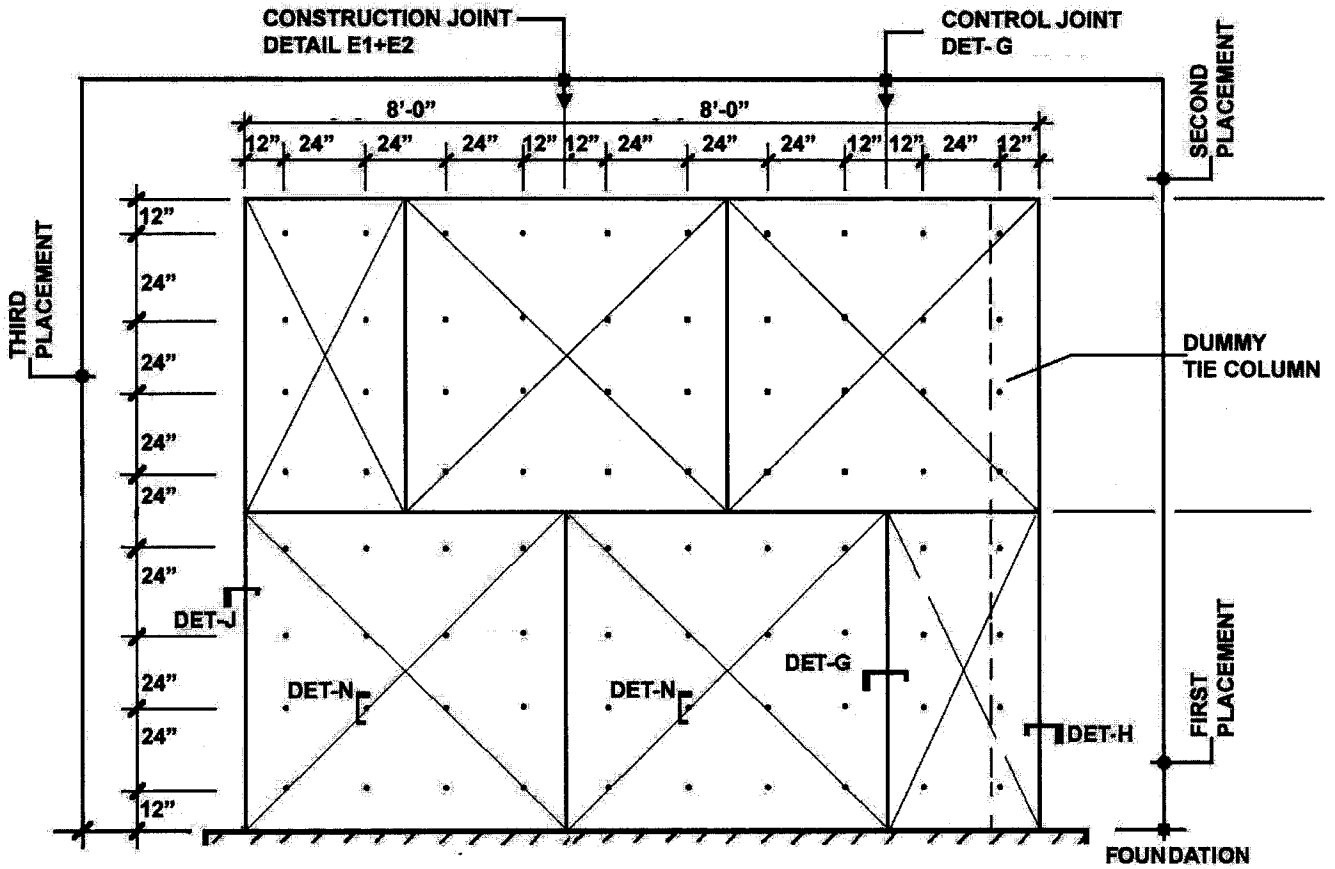 CONSTRUCTION JOINT
DETAIL E1+E2
CONTROL JOINT
DET- G
8'-0”
8'-0”
12” 24” 24” 24” 12” 12” 24” 24” 24” 12” 12” 24” 12”
SECOND
PLACEMENT
THIRD
PLACEMENT
12”
24”
24”
24”
24”
24”
24”
24”
12”
DUMMY
TIE COLUMN
DET-J
DET-N
DET-N
DET-G
DET-H
FIRST
PLACEMENT
FOUNDATION